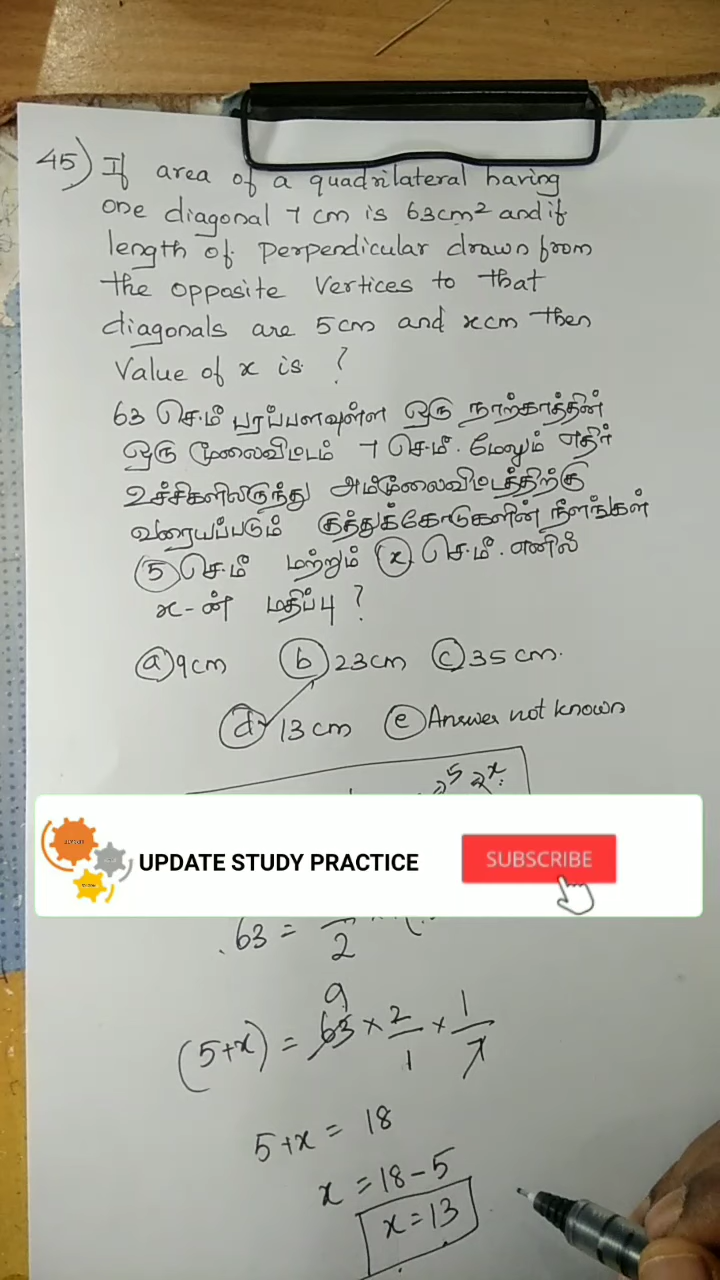 45) If area of a quadrilateral having
one diagonal 7 cm is 63cm² and if
length of perpendicular drawn from
the opposite vertices to that
diagonals are 5cm and x cm then
Value of x is ?
63 செ.மீ பரப்பளவுள்ள ஒரு நாற்காத்தின்
ஒரு மூலைவிட்டம் 7 செ.மீ. மேலும் எதிர்
உச்சிகளிலிருந்து அம்மூலைவிட்டத்திற்கு
வரையப்படும் குத்துக்கோடுகளின் நீளங்கள்
5 செ.மீ மற்றும் x செ.மீ. எனில்
x-ன் மதிப்பு ?
a 9cm b 23cm c 35 cm.
d 13 cm e Answer not known
5 x
UPDATE STUDY PRACTICE SUBSCRIBE
63 = /2
9
(5+x) = 63 × 2/1 × 1/7
5+x = 18
x = 18-5
x = 13